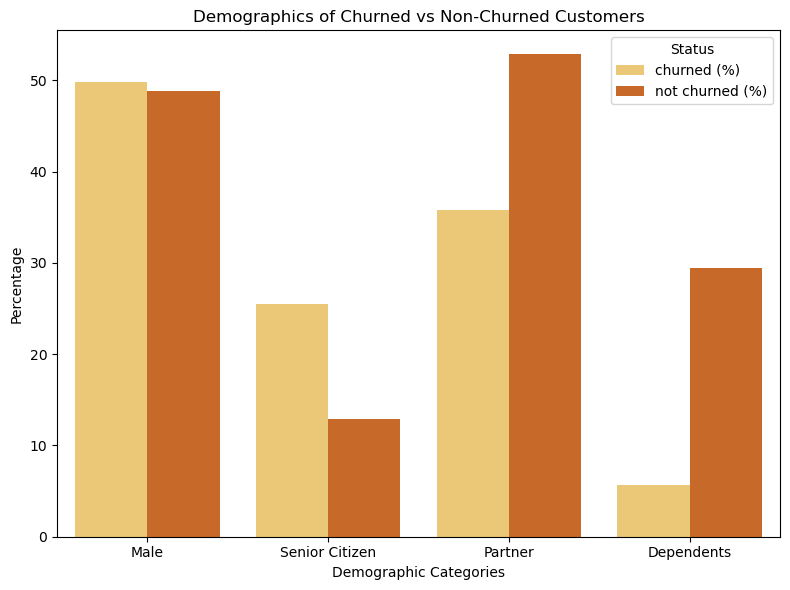 Demographics of Churned vs Non-Churned Customers
Status
churned (%)
not churned (%)
Percentage
50
40
30
20
10
0
Male
Senior Citizen
Partner
Dependents
Demographic Categories